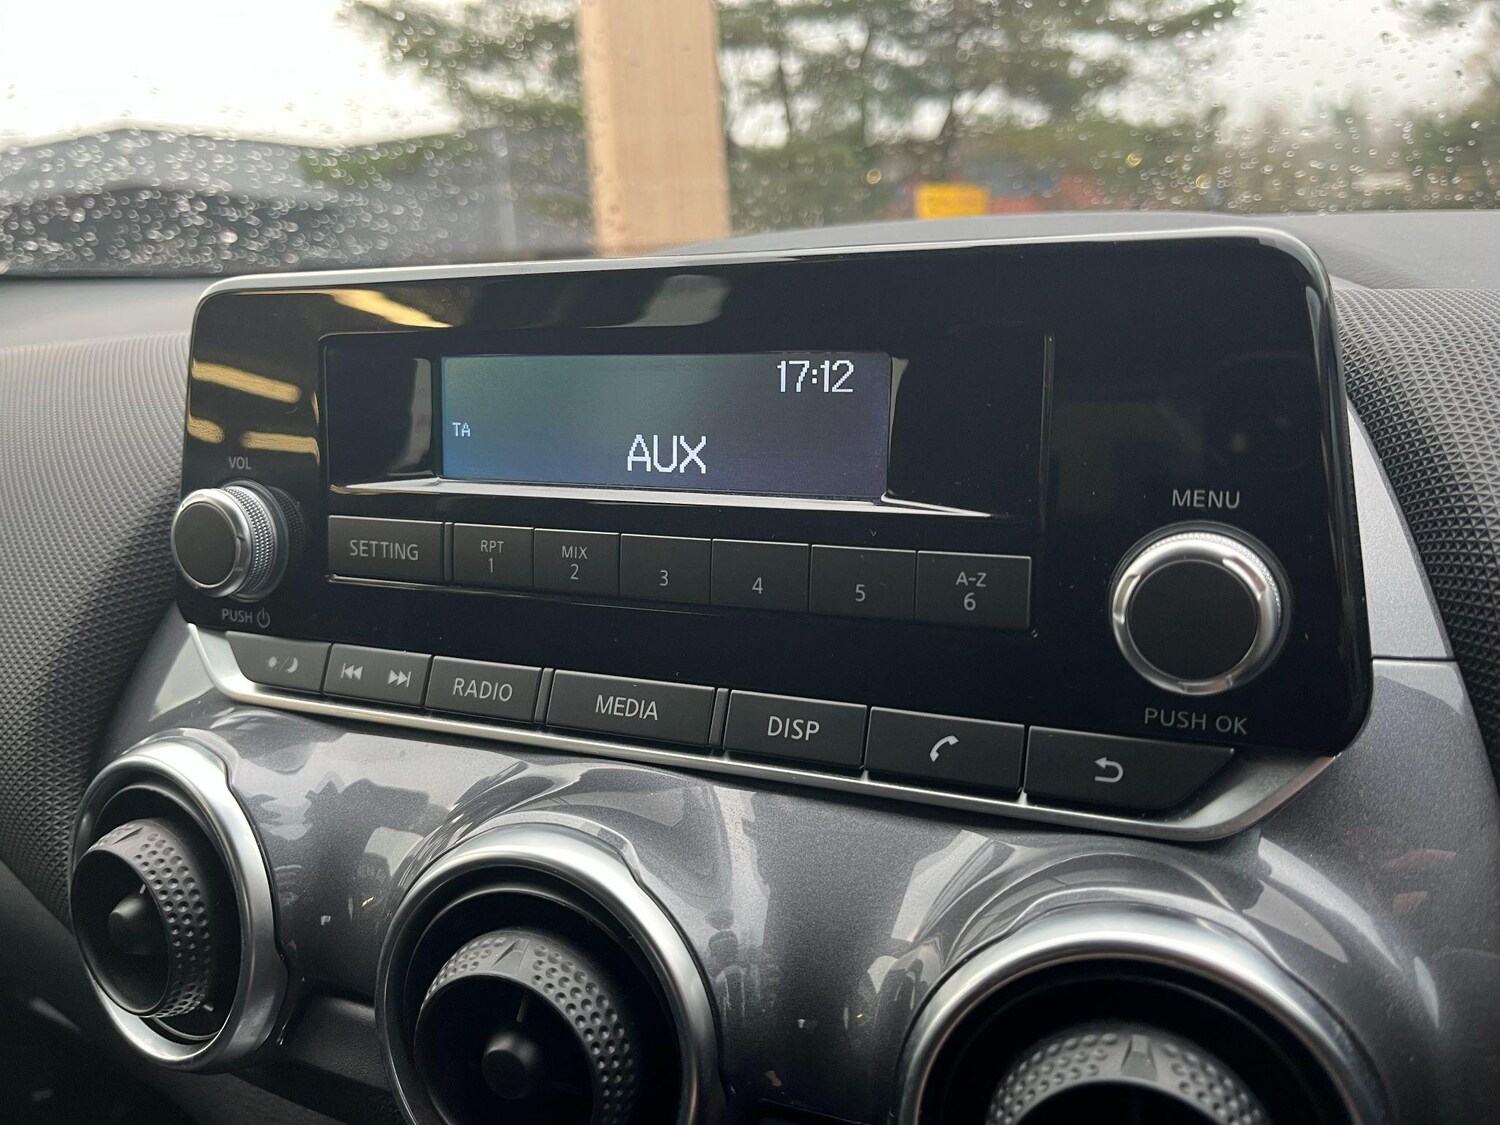 17:12
TA
AUX
VOL
PUSH
SETTING
RPT
1
MIX
2
3
4
5
A-Z
6
MENU
PUSH OK
RADIO
MEDIA
DISP